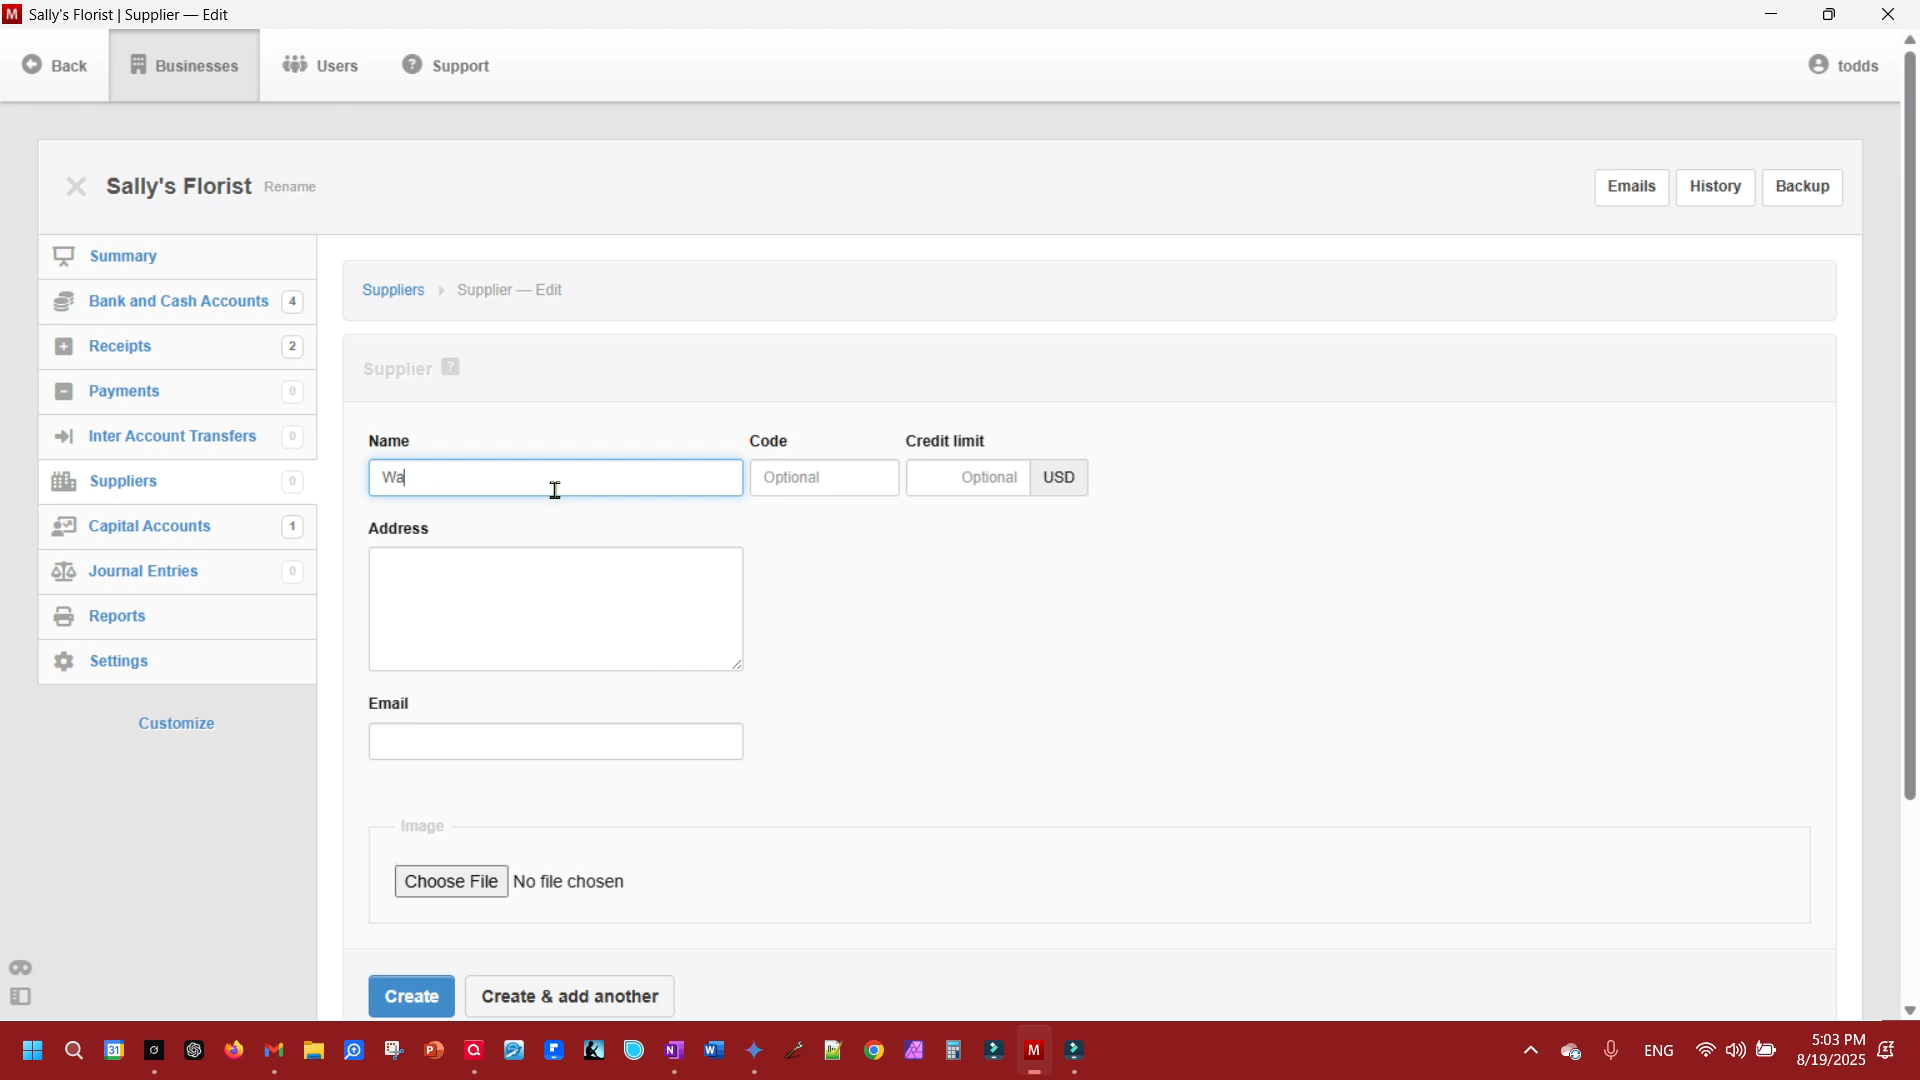 M Sally's Florist | Supplier — Edit
Back
Businesses
Users
? Support
todds
Sally's Florist Rename
Emails
History
Backup
Summary
Bank and Cash Accounts 4
Receipts 2
Payments 0
Inter Account Transfers 0
Suppliers 0
Capital Accounts 1
Journal Entries 0
Reports
Settings
Customize
Suppliers Supplier — Edit
Supplier ?
Name Code Credit limit
Wa Optional Optional USD
Address
Email
Image
Choose File No file chosen
Create Create & add another
ENG
5:03 PM
8/19/2025